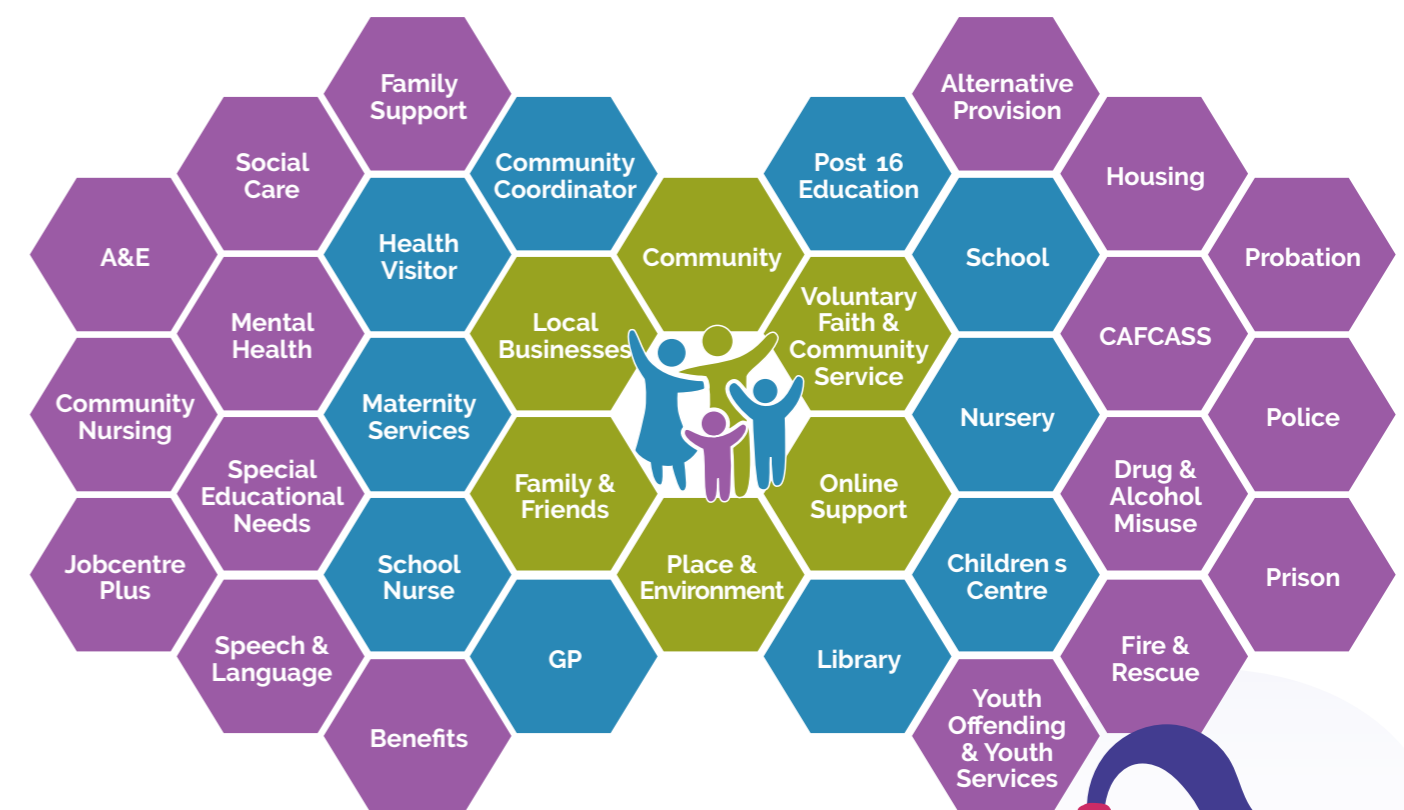 Family
Support
Alternative
Provision
Social
Care
Community
Coordinator
Post 16
Education
Housing
A&E
Health
Visitor
Community
School
Probation
Mental
Health
Local
Businesses
Voluntary
Faith &
Community
Service
CAFCASS
Community
Nursing
Maternity
Services
Nursery
Police
Special
Educational
Needs
Family &
Friends
Online
Support
Drug &
Alcohol
Misuse
Jobcentre
Plus
School
Nurse
Place &
Environment
Children s
Centre
Prison
Speech &
Language
GP
Library
Fire &
Rescue
Benefits
Youth
Offending
& Youth
Services